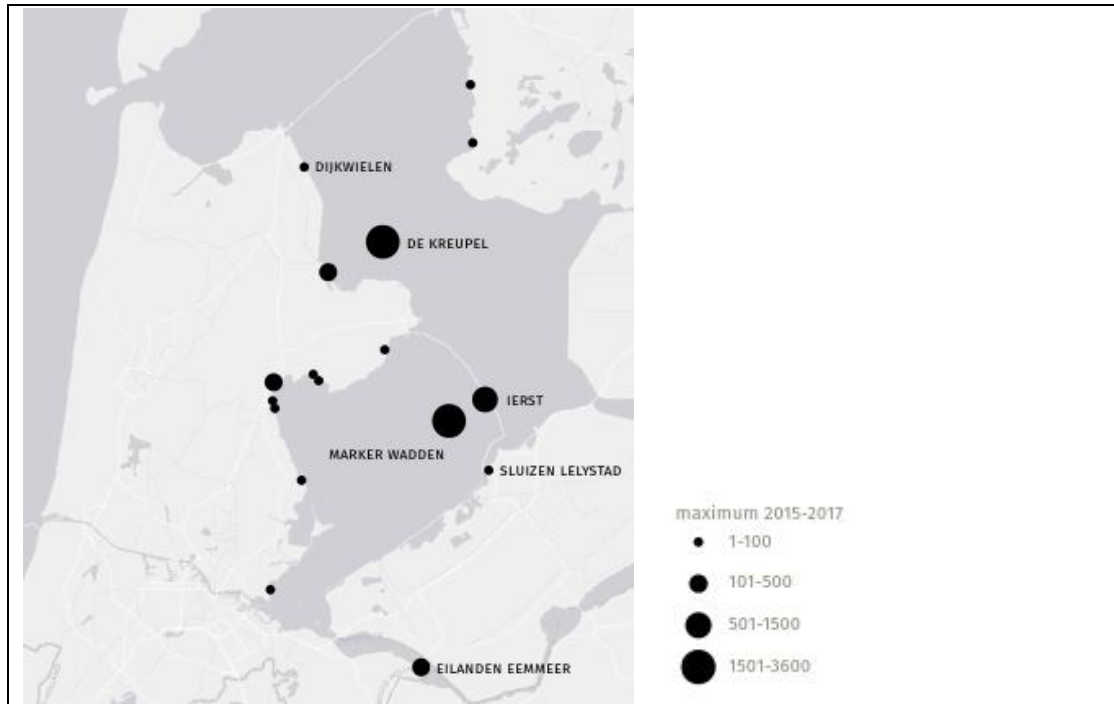 DIJKWIELEN
DE KREUPEL
IERST
MARKER WADDEN
SLUIZEN LELYSTAD
EILANDEN EEMMEER
maximum 2015-2017
1-100
101-500
501-1500
1501-3600